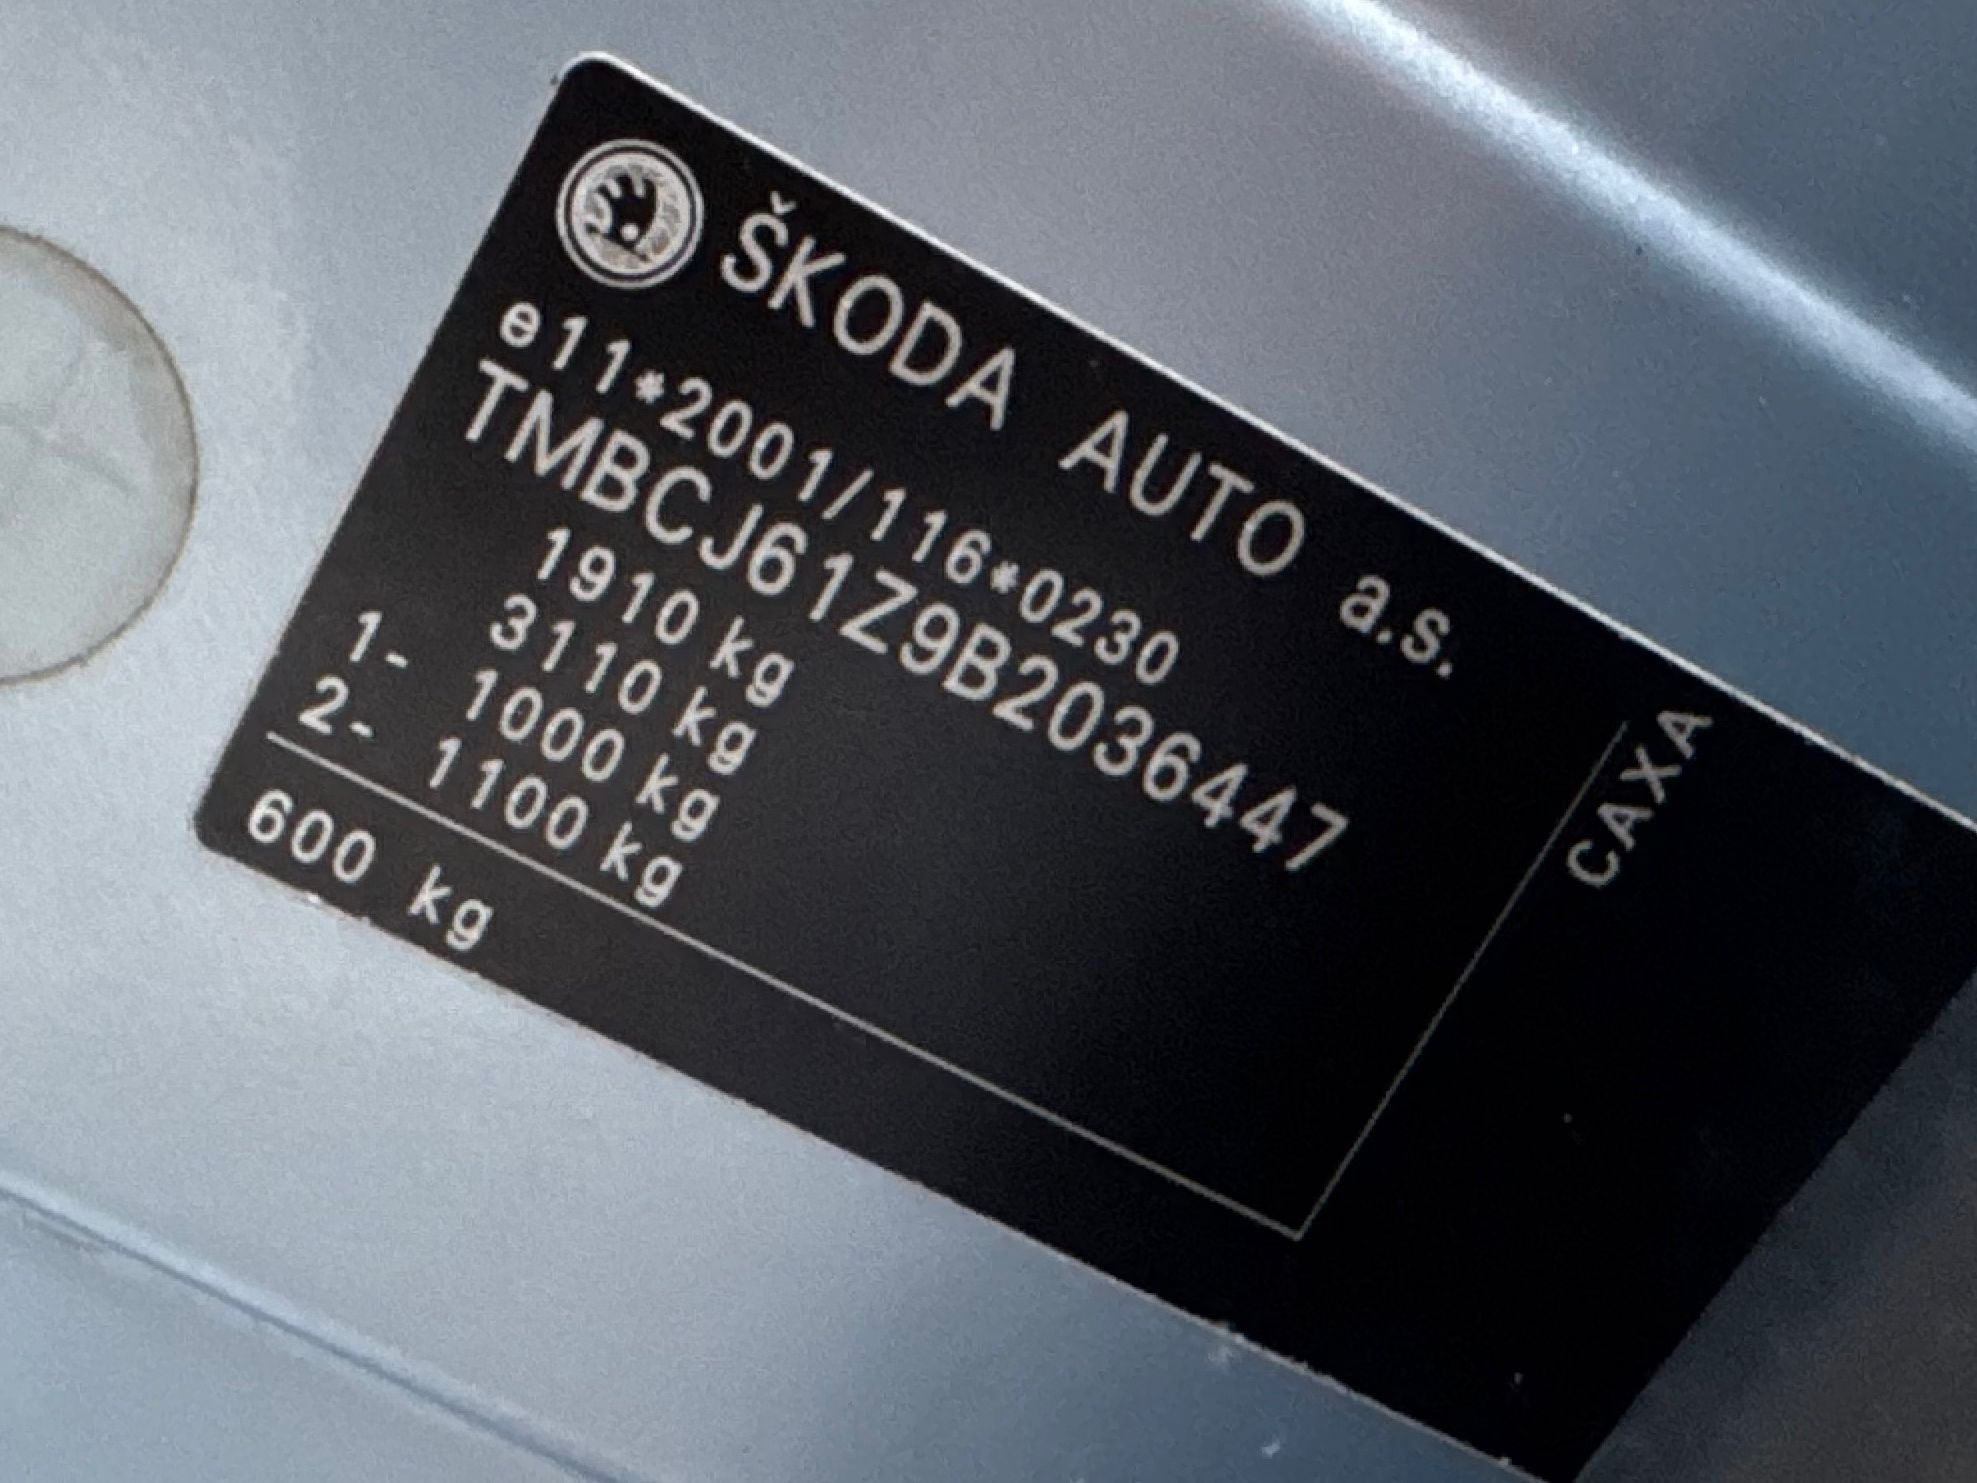 ŠKODA AUTO a.s.
e11*2001/116*0230
TMBCJ61Z9B2036447
1910 kg
3110 kg
1- 1000 kg
2- 1100 kg
600 kg
CAXA